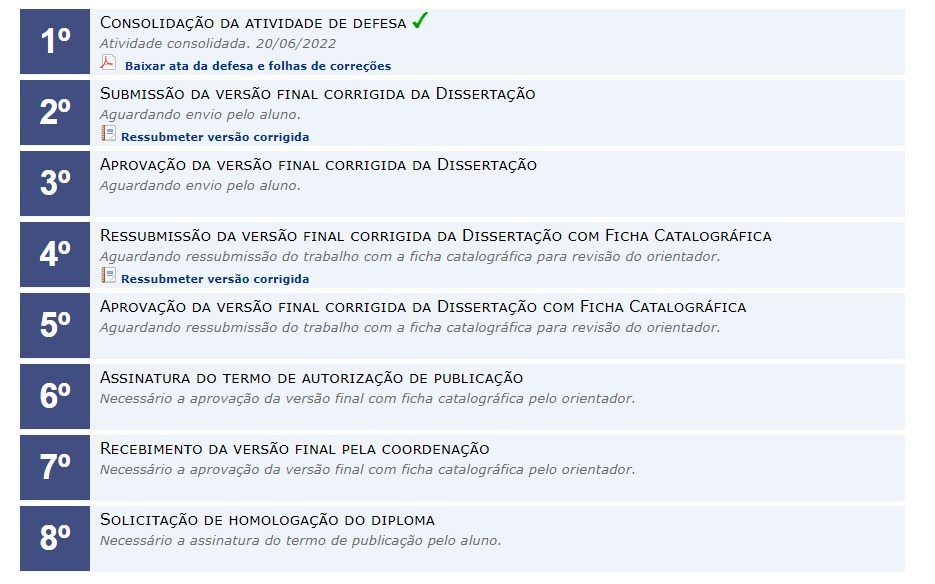 1º
Consolidação da atividade de defesa
Atividade consolidada. 20/06/2022
Baixar ata da defesa e folhas de correções
2º
Submissão da versão final corrigida da Dissertação
Aguardando envio pelo aluno.
Ressubmeter versão corrigida
3º
Aprovação da versão final corrigida da Dissertação
Aguardando envio pelo aluno.
4º
Ressubmissão da versão final corrigida da Dissertação com Ficha Catalográfica
Aguardando ressubmissão do trabalho com a ficha catalográfica para revisão do orientador.
Ressubmeter versão corrigida
5º
Aprovação da versão final corrigida da Dissertação com Ficha Catalográfica
Aguardando ressubmissão do trabalho com a ficha catalográfica para revisão do orientador.
6º
Assinatura do termo de autorização de publicação
Necessário a aprovação da versão final com ficha catalográfica pelo orientador.
7º
Recebimento da versão final pela coordenação
Necessário a aprovação da versão final com ficha catalográfica pelo orientador.
8º
Solicitação de homologação do diploma
Necessário a assinatura do termo de publicação pelo aluno.